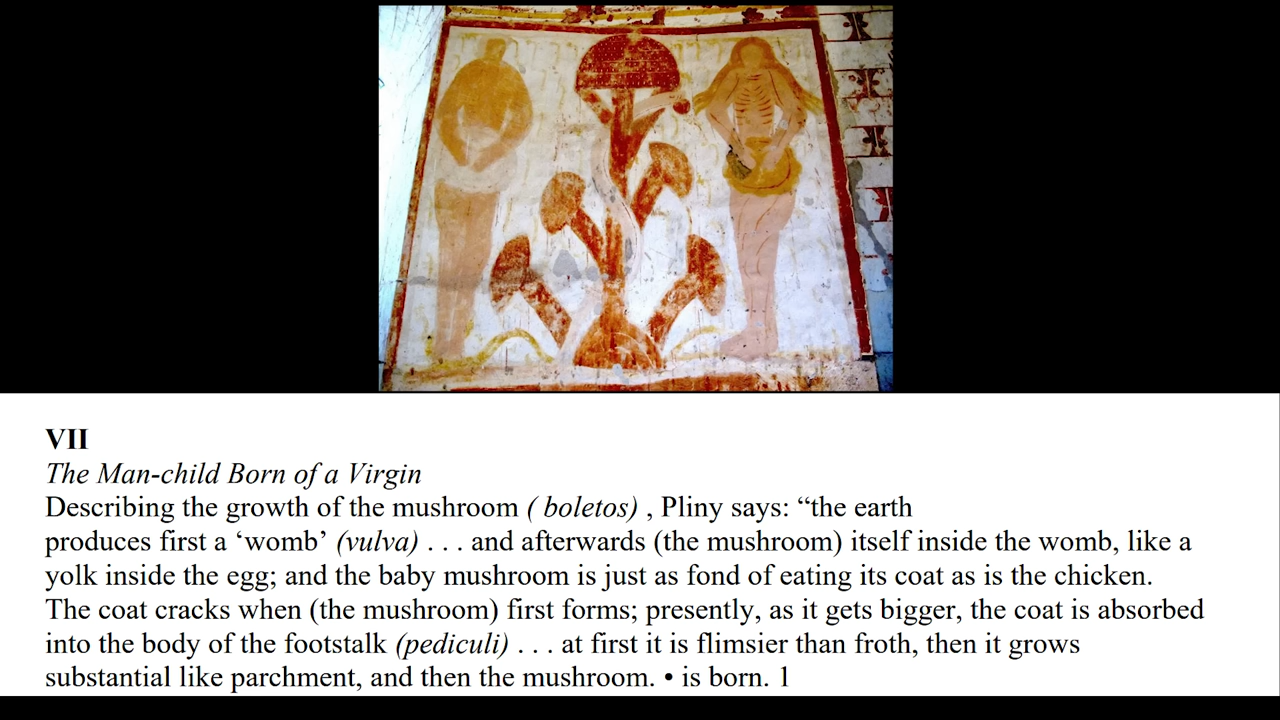 VII
The Man-child Born of a Virgin
Describing the growth of the mushroom ( boletos) , Pliny says: “the earth
produces first a ‘womb’ (vulva) . . . and afterwards (the mushroom) itself inside the womb, like a
yolk inside the egg; and the baby mushroom is just as fond of eating its coat as is the chicken.
The coat cracks when (the mushroom) first forms; presently, as it gets bigger, the coat is absorbed
into the body of the footstalk (pediculi) . . . at first it is flimsier than froth, then it grows
substantial like parchment, and then the mushroom. • is born. 1